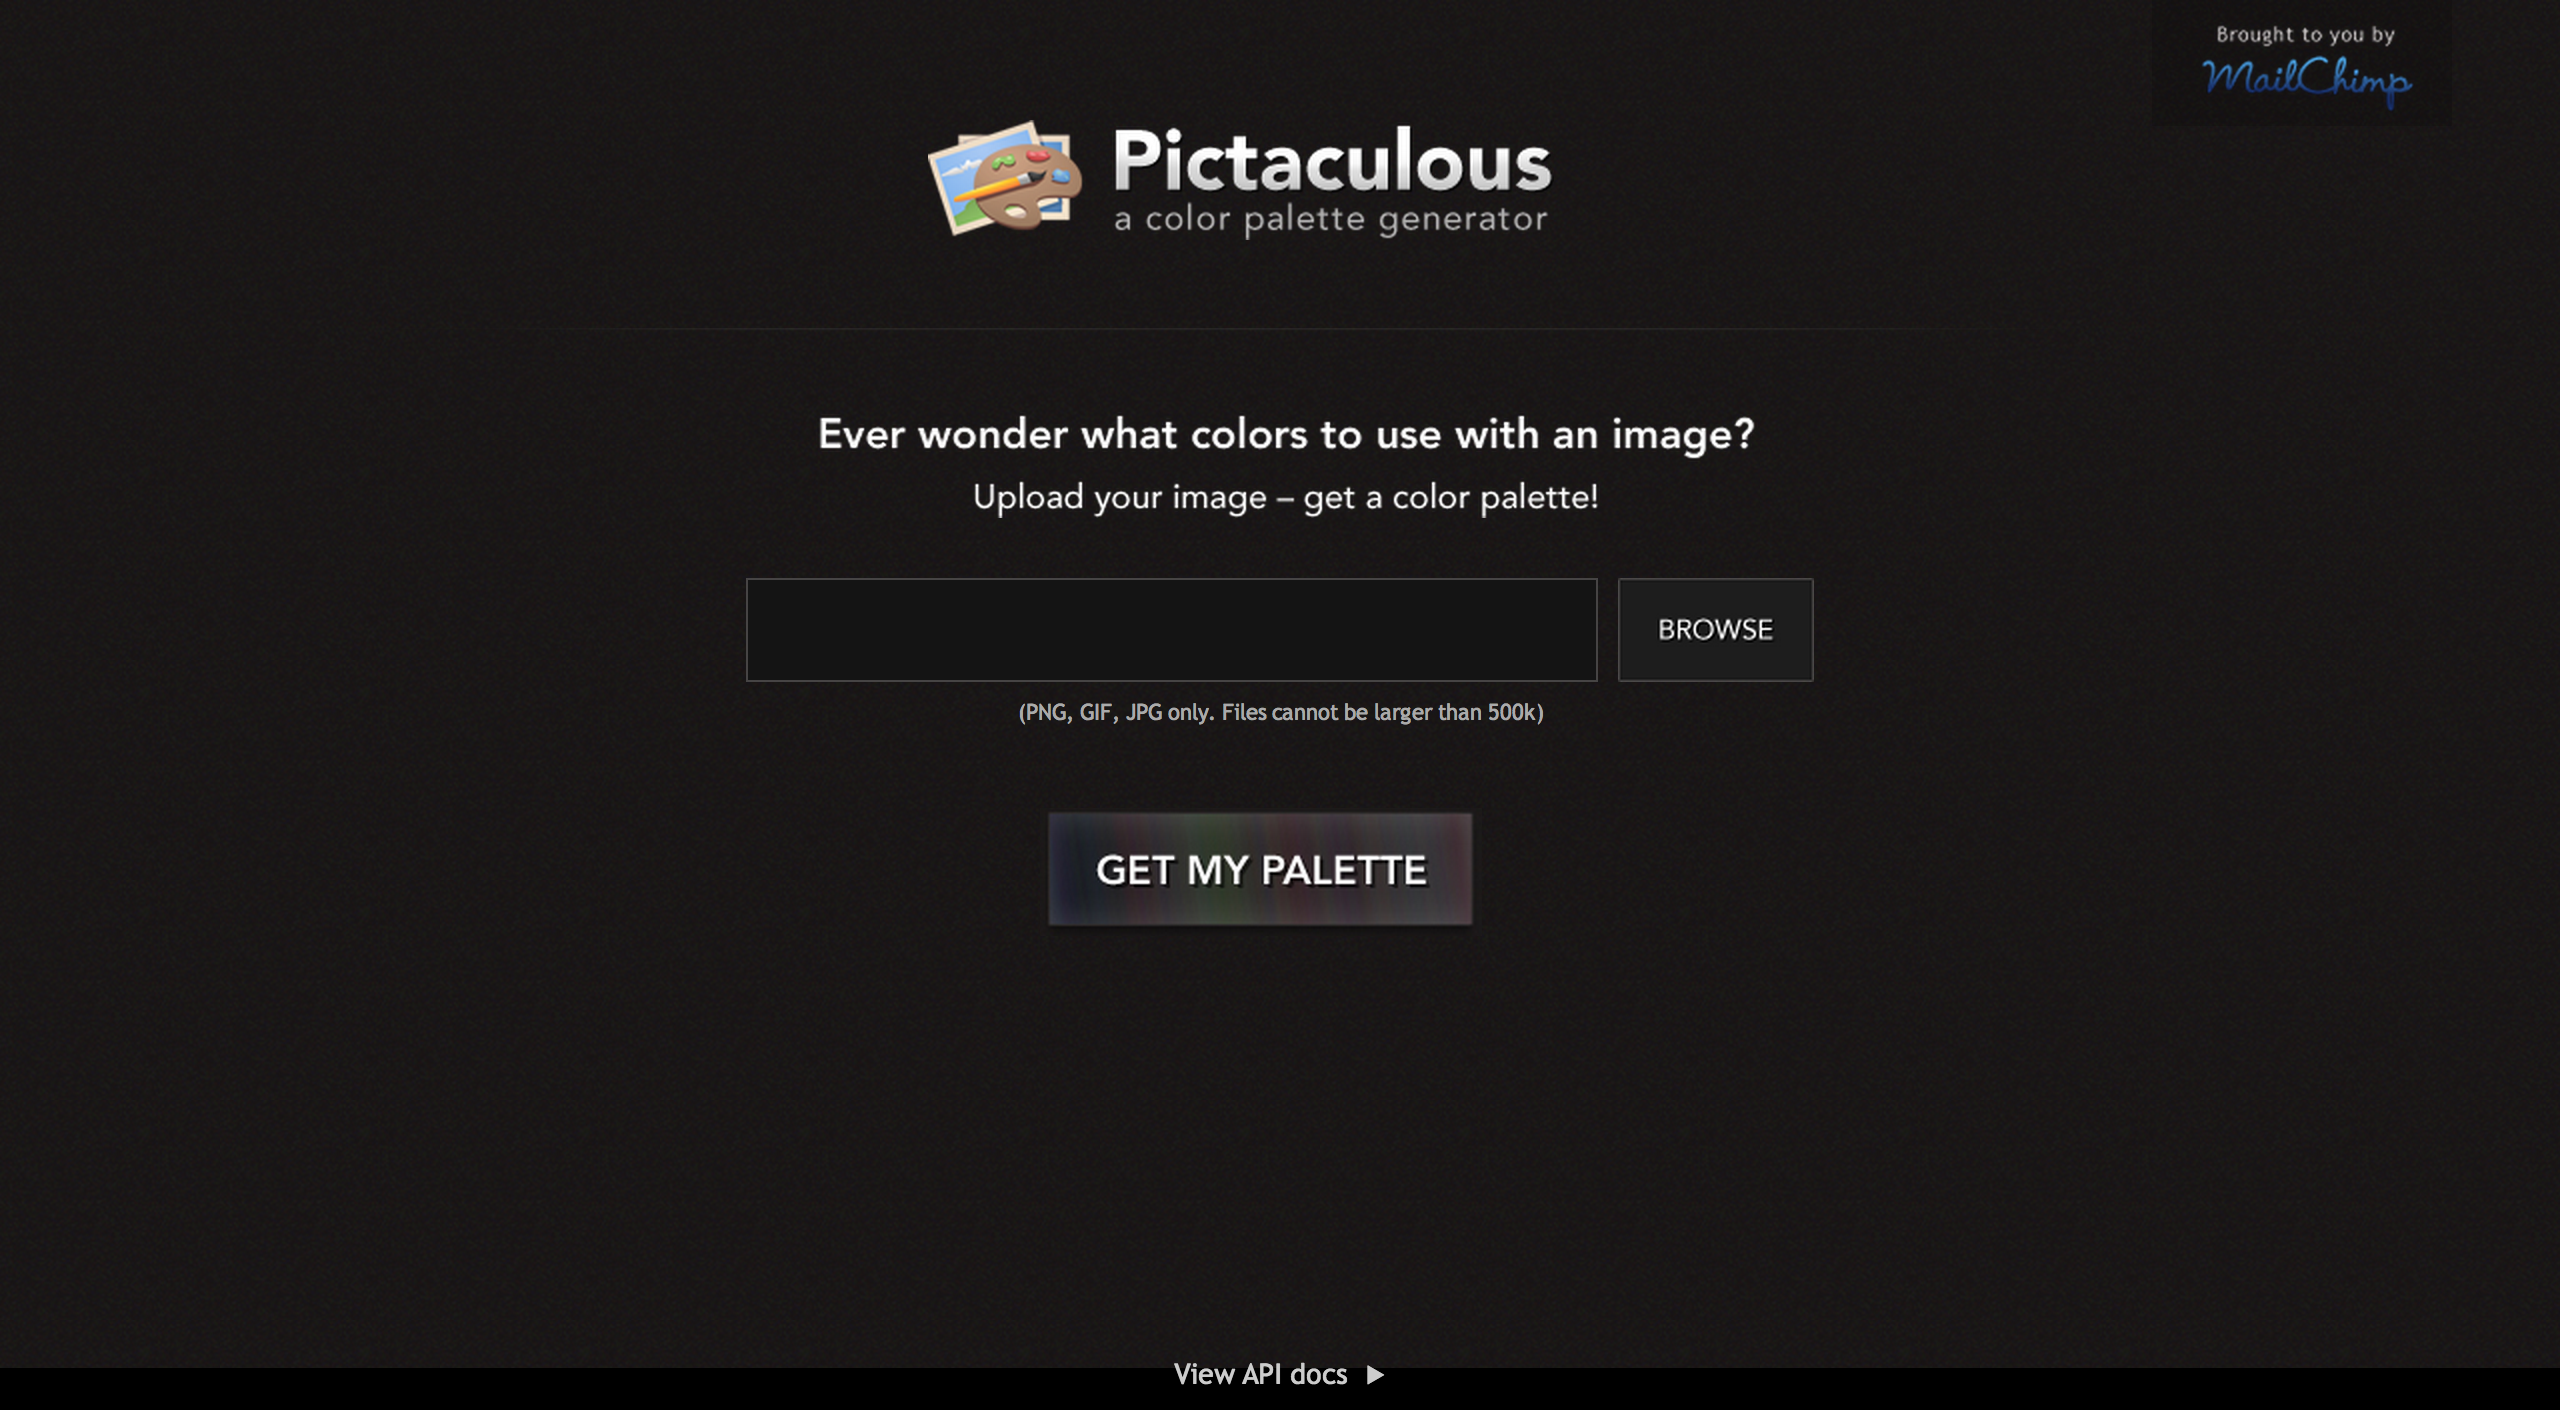 Brought to you by
MailChimp
Pictaculous
a color palette generator
Ever wonder what colors to use with an image?
Upload your image – get a color palette!
BROWSE
(PNG, GIF, JPG only. Files cannot be larger than 500k)
GET MY PALETTE
View API docs